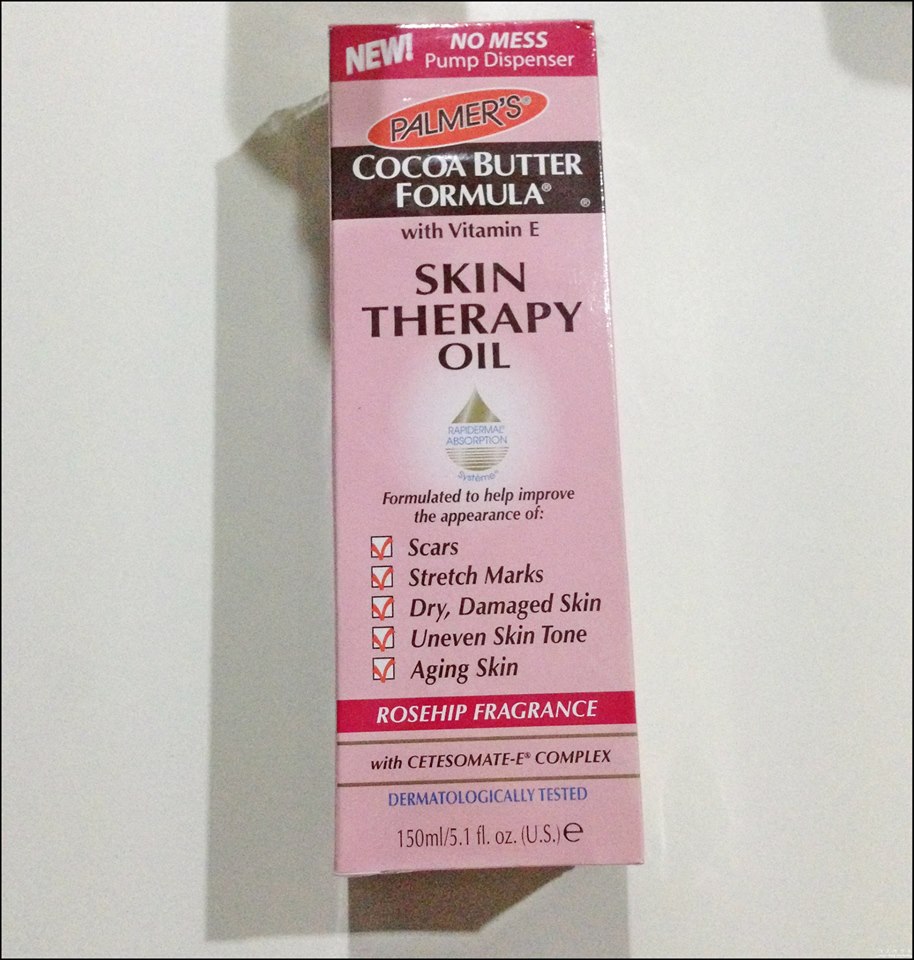 NEW!
NO MESS
Pump Dispenser
PALMER'S®
COCOA BUTTER
FORMULA®
®
with Vitamin E
SKIN
THERAPY
OIL
RAPIDERMAL®
ABSORPTION
Système®
Formulated to help improve
the appearance of:
Scars
Stretch Marks
Dry, Damaged Skin
Uneven Skin Tone
Aging Skin
ROSEHIP FRAGRANCE
with CETESOMATE-E® COMPLEX
DERMATOLOGICALLY TESTED
150ml/5.1 fl. oz. (U.S.) ℮